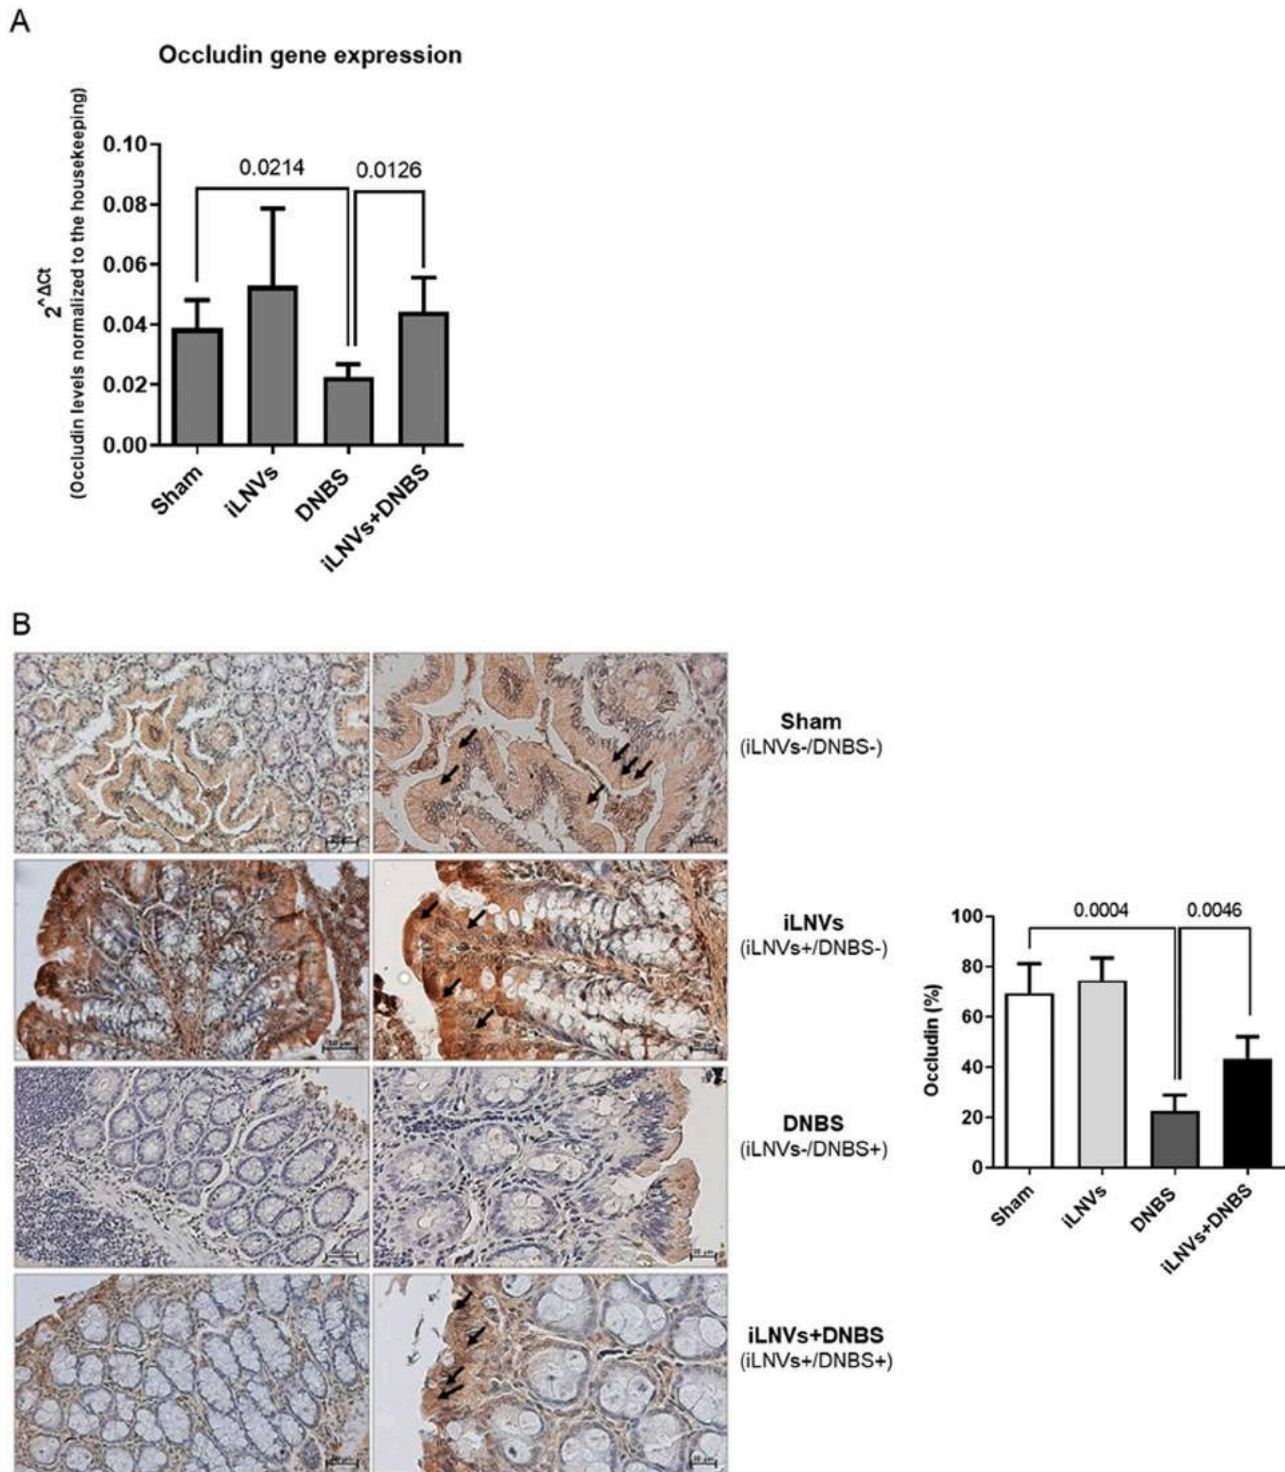 A
Occludin gene expression
2^ΔCt
(Occludin levels normalized to the housekeeping)
0.10
0.08
0.06
0.04
0.02
0.00
0.0214
0.0126
Sham
iLNVs
DNBS
iLNVs+DNBS
B
Sham
(iLNVs-/DNBS-)
iLNVs
(iLNVs+/DNBS-)
DNBS
(iLNVs-/DNBS+)
iLNVs+DNBS
(iLNVs+/DNBS+)
Occludin (%)
100
80
60
40
20
0
0.0004
0.0046
Sham
iLNVs
DNBS
iLNVs+DNBS